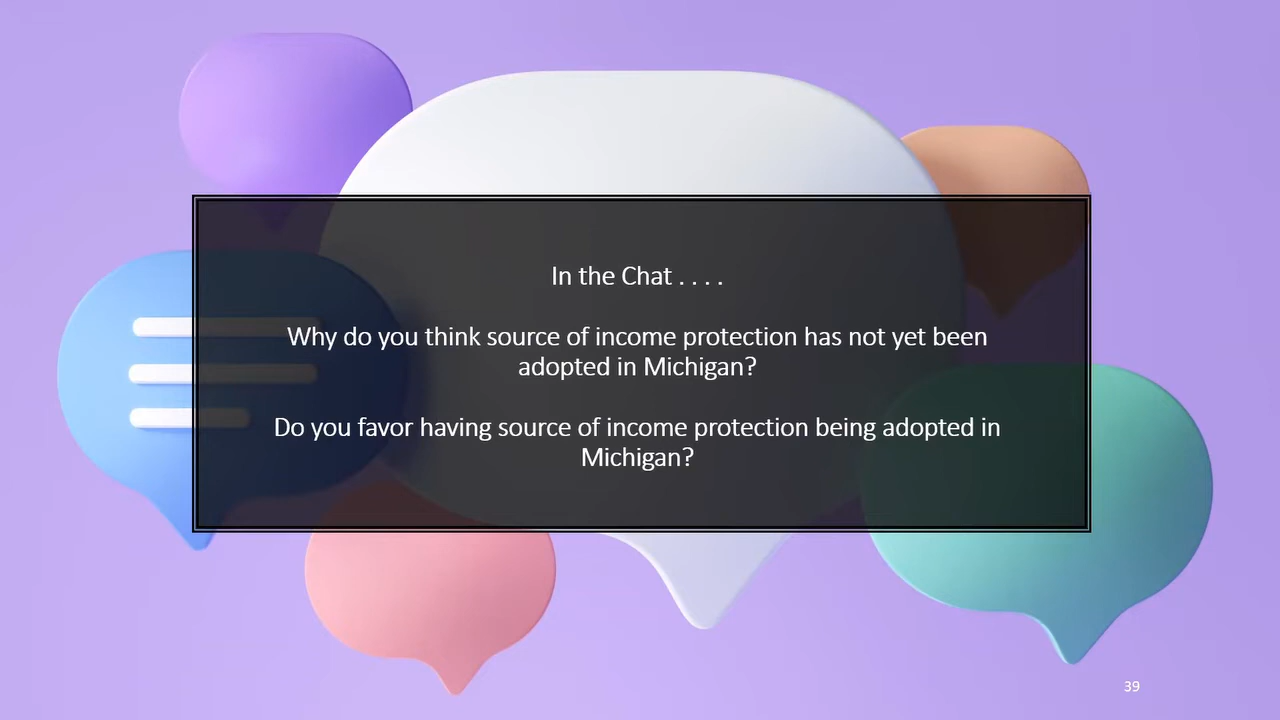 In the Chat . . . .
Why do you think source of income protection has not yet been
adopted in Michigan?
Do you favor having source of income protection being adopted in
Michigan?
39